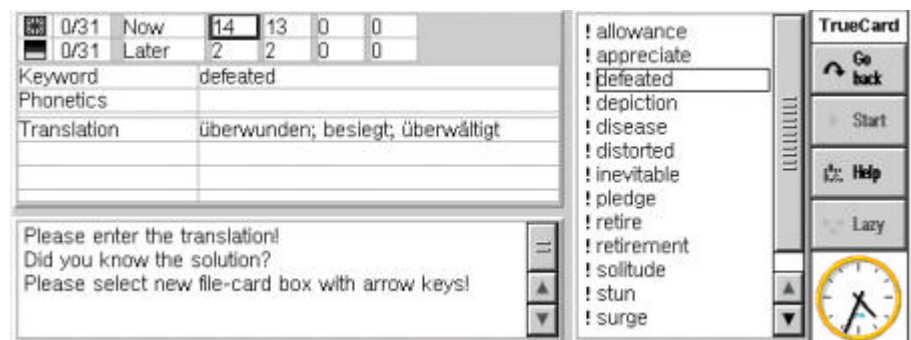 0/31 Now 14 13 0 0
0/31 Later 2 2 0 0
Keyword defeated
Phonetics
Translation überwunden; besiegt; überwältigt
Please enter the translation!
Did you know the solution?
Please select new file-card box with arrow keys!
! allowance
! appreciate
! defeated
! depiction
! disease
! distorted
! inevitable
! pledge
! retire
! retirement
! solitude
! stun
! surge
TrueCard
Go
back
Start
Help
Lazy